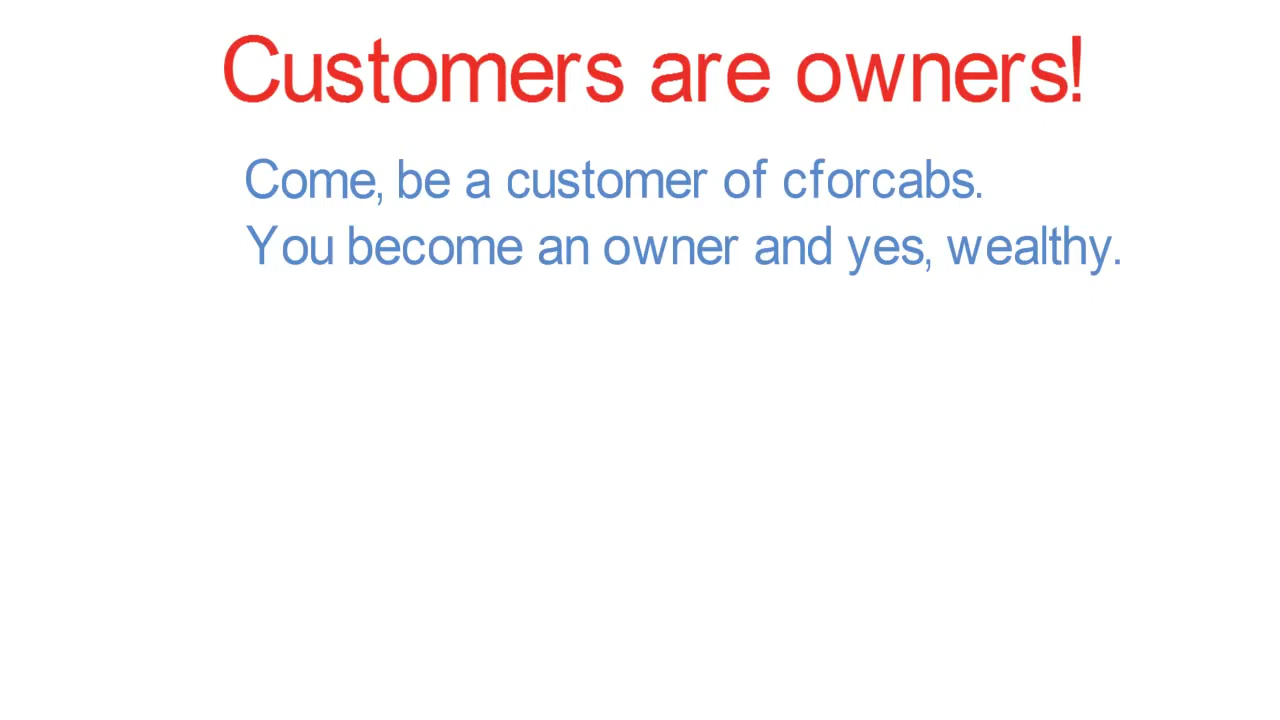 Customers are owners!
Come, be a customer of cforcabs.
You become an owner and yes, wealthy.